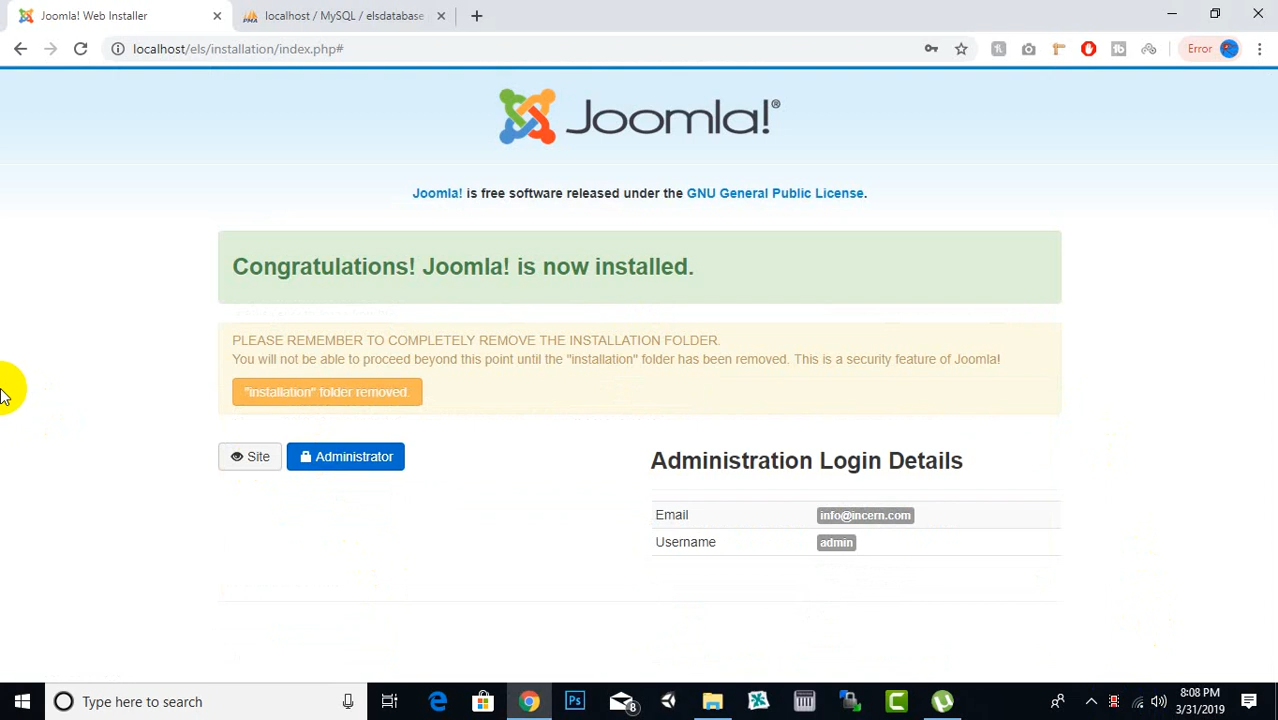 Joomla! Web Installer
localhost / MySQL / elsdatabase
localhost/els/installation/index.php#
Error
Joomla!®
Joomla! is free software released under the GNU General Public License.
Congratulations! Joomla! is now installed.
PLEASE REMEMBER TO COMPLETELY REMOVE THE INSTALLATION FOLDER.
You will not be able to proceed beyond this point until the "installation" folder has been removed. This is a security feature of Joomla!
"installation" folder removed.
Site
Administrator
Administration Login Details
Email
info@incern.com
Username
admin
Type here to search
Ps
8
8:08 PM
3/31/2019